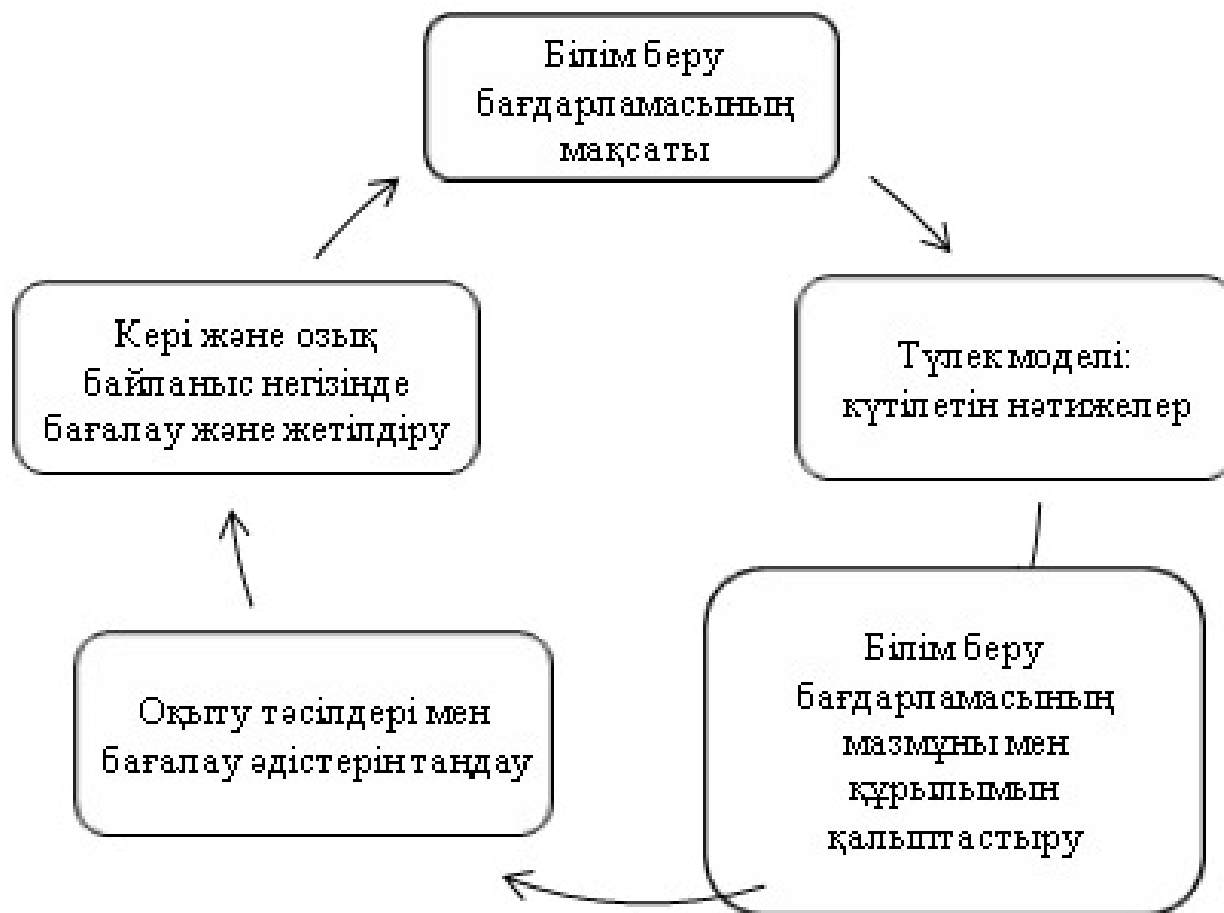 Білім беру
бағдарламасының
мақсаты
Түлек моделі:
күтілетін нәтижелер
Білім беру
бағдарламасының
мазмұны мен
құрылымын
қалыптастыру
Оқыту тәсілдері мен
бағалау әдістерін таңдау
Кері және озық
байланыс негізінде
бағалау және жетілдіру